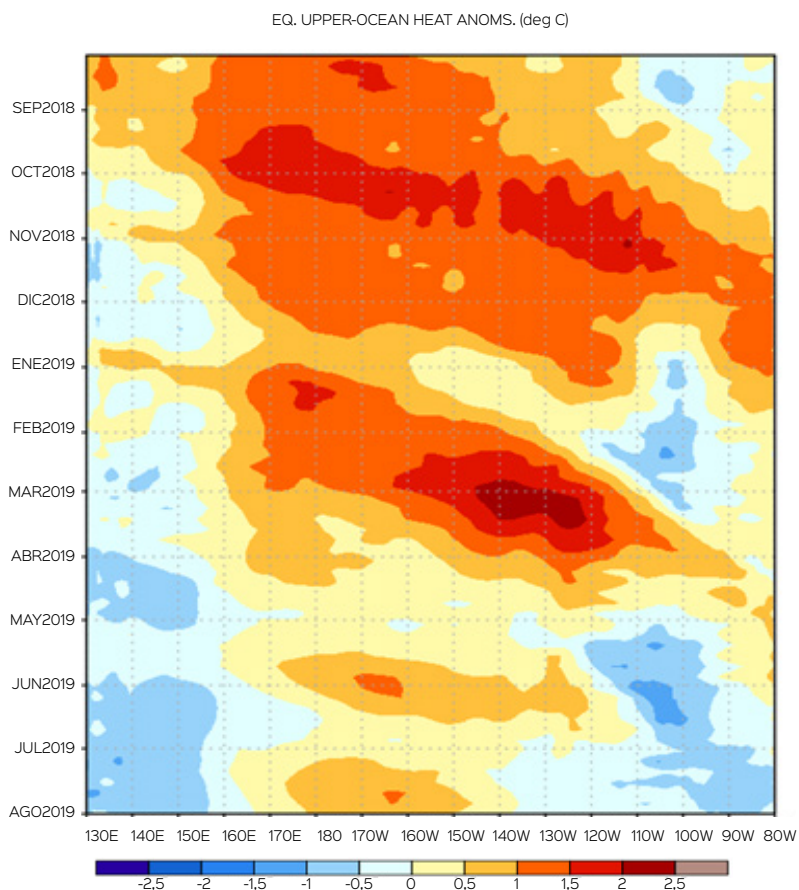 EQ. UPPER-OCEAN HEAT ANOMS. (deg C)
SEP2018
OCT2018
NOV2018
DIC2018
ENE2019
FEB2019
MAR2019
ABR2019
MAY2019
JUN2019
JUL2019
AGO2019
130E 140E 150E 160E 170E 180 170W 160W 150W 140W 130W 120W 110W 100W 90W 80W
-2,5 -2 -1,5 -1 -0,5 0 0,5 1 1,5 2 2,5